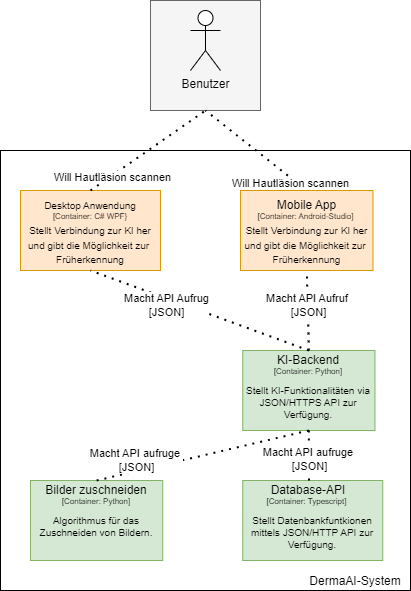 Benutzer
Will Hautläsion scannen
Will Hautläsion scannen
Desktop Anwendung
[Container: C# WPF}
Stellt Verbindung zur KI her
und gibt die Möglichkeit zur
Früherkennung
Mobile App
[Container: Android-Studio]
Stellt Verbindung zur KI her
und gibt die Möglichkeit zur
Früherkennung
Macht API Aufrug
[JSON]
Macht API Aufruf
[JSON]
KI-Backend
[Container: Python]
Stellt KI-Funktionalitäten via
JSON/HTTPS API zur
Verfügung.
Macht API aufruge
[JSON]
Macht API aufruge
[JSON]
Bilder zuschneiden
[Container: Python]
Algorithmus für das
Zuschneiden von Bildern.
Database-API
[Container: Typescript]
Stellt Datenbankfuntkionen
mittels JSON/HTTP API zur
Verfügung.
DermaAI-System